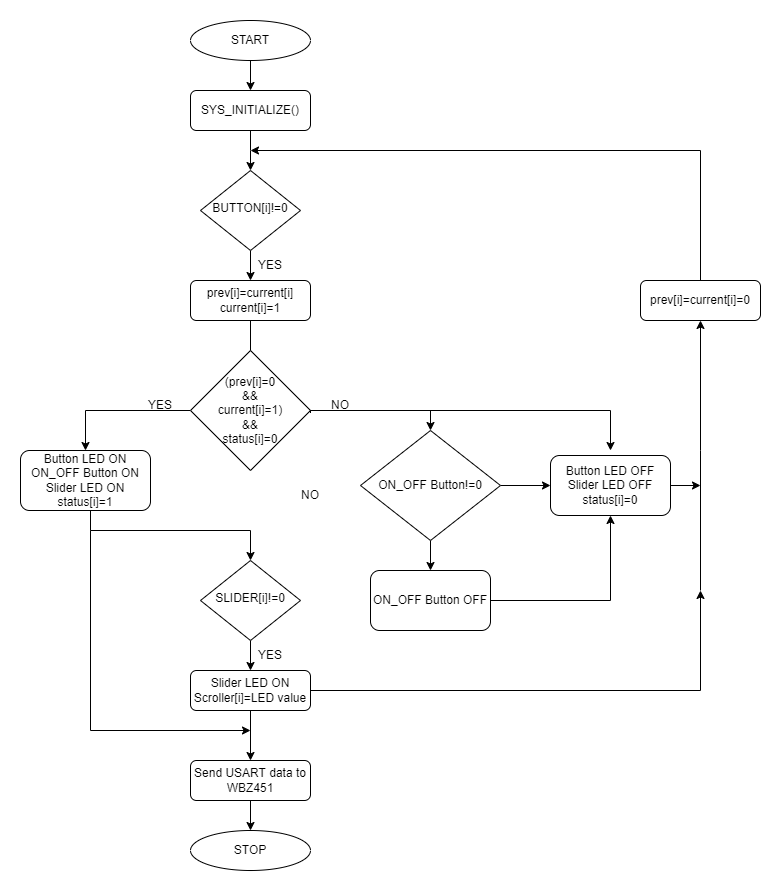 START
SYS_INITIALIZE()
BUTTON[i]!=0
YES
prev[i]=current[i]
current[i]=1
prev[i]=current[i]=0
(prev[i]=0
&&
current[i]=1)
&&
status[i]=0
YES
NO
Button LED ON
ON_OFF Button ON
Slider LED ON
status[i]=1
NO
ON_OFF Button!=0
Button LED OFF
Slider LED OFF
status[i]=0
SLIDER[i]!=0
ON_OFF Button OFF
YES
Slider LED ON
Scroller[i]=LED value
Send USART data to
WBZ451
STOP